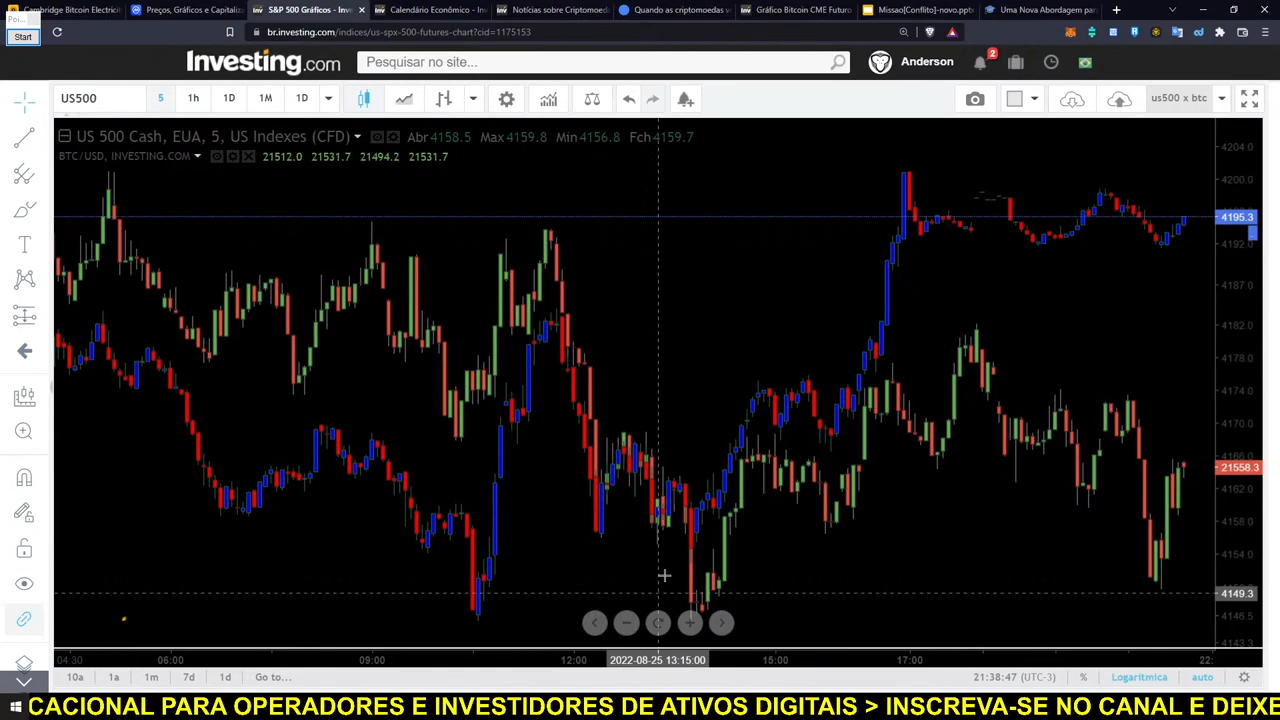 Cambridge Bitcoin Electricit
Preços, Gráficos e Capitaliz
S&P 500 Gráficos - Inve
Calendário Econômico - Inv
Notícias sobre Criptomoed
Quando as criptomoedas v
Gráfico Bitcoin CME Futuro
Missao[Conflito]-novo.pptx
Uma Nova Abordagem par
Poi...
Start
br.investing.com/indices/us-spx-500-futures-chart?cid=1175153
Investing.com
Pesquisar no site...
Anderson
2
US500
5
1h
1D
1M
1D
us500 x btc
US 500 Cash, EUA, 5, US Indexes (CFD)
Abr 4158.5 Max 4159.8 Min 4156.8 Fch 4159.7
BTC/USD, INVESTING.COM
21512.0 21531.7 21494.2 21531.7
4204.0
4200.0
4195.3
4192.0
4187.0
4182.0
4178.0
4174.0
4170.0
4166.0
21558.3
4162.0
4158.0
4154.0
4149.3
4146.5
4143.3
04:30
06:00
09:00
12:00
2022-08-25 13:15:00
15:00
17:00
22:
10a
1a
1m
7d
1d
Go to...
21:38:47 (UTC-3)
%
Logarítmica
auto
CACIONAL PARA OPERADORES E INVESTIDORES DE ATIVOS DIGITAIS > INSCREVA-SE NO CANAL E DEIXE